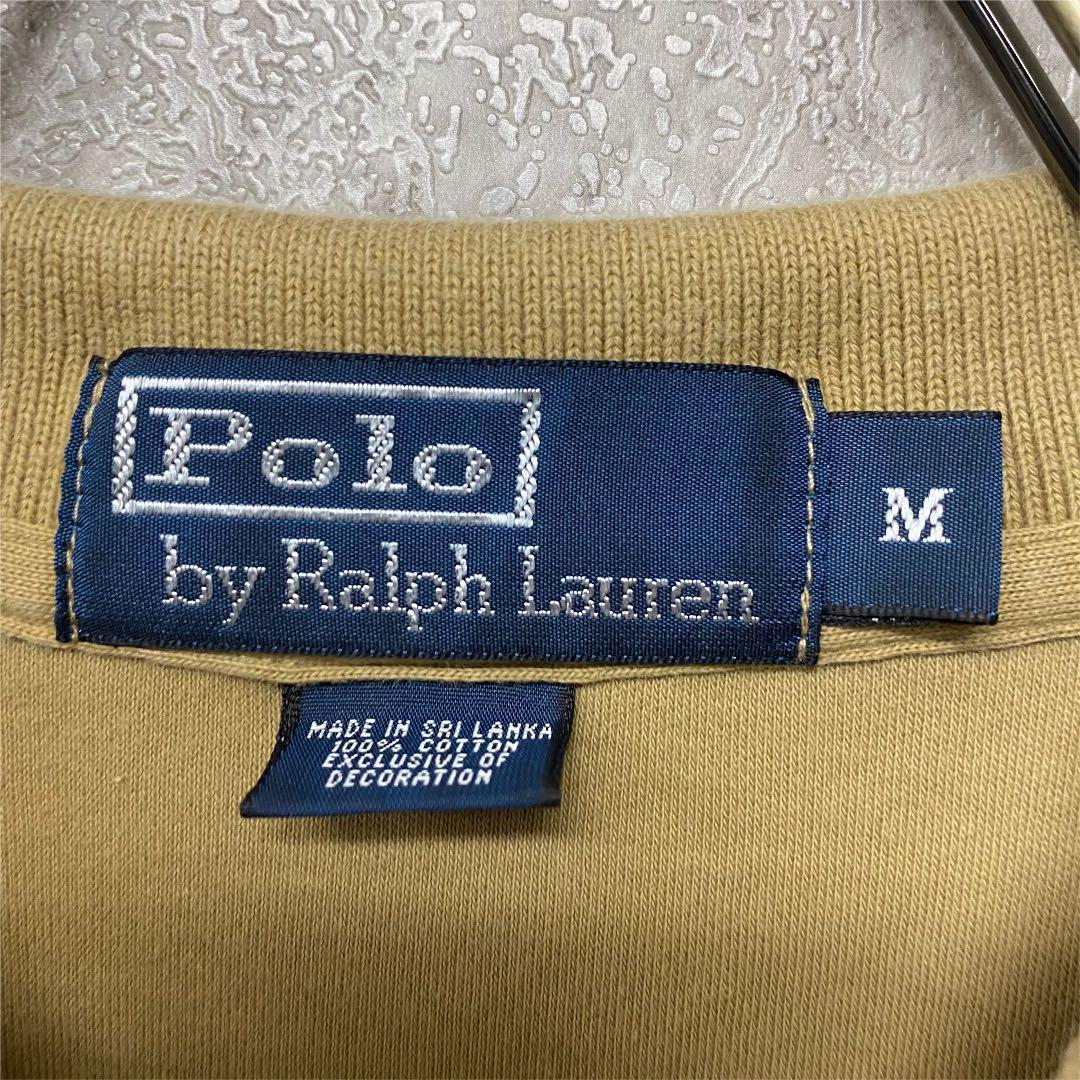 Polo
by Ralph Lauren
M
MADE IN SRI LANKA
100% COTTON
EXCLUSIVE OF
DECORATION